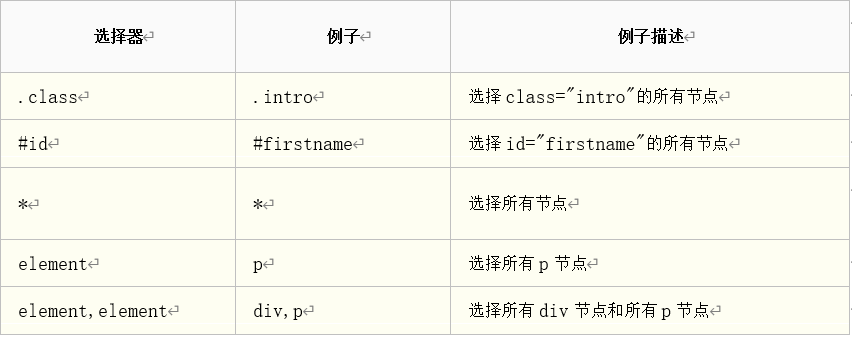 选择器 例子 例子描述
.class .intro 选择 class="intro"的所有节点
#id #firstname 选择 id="firstname"的所有节点
* * 选择所有节点
element p 选择所有 p 节点
element,element div,p 选择所有 div 节点和所有 p 节点